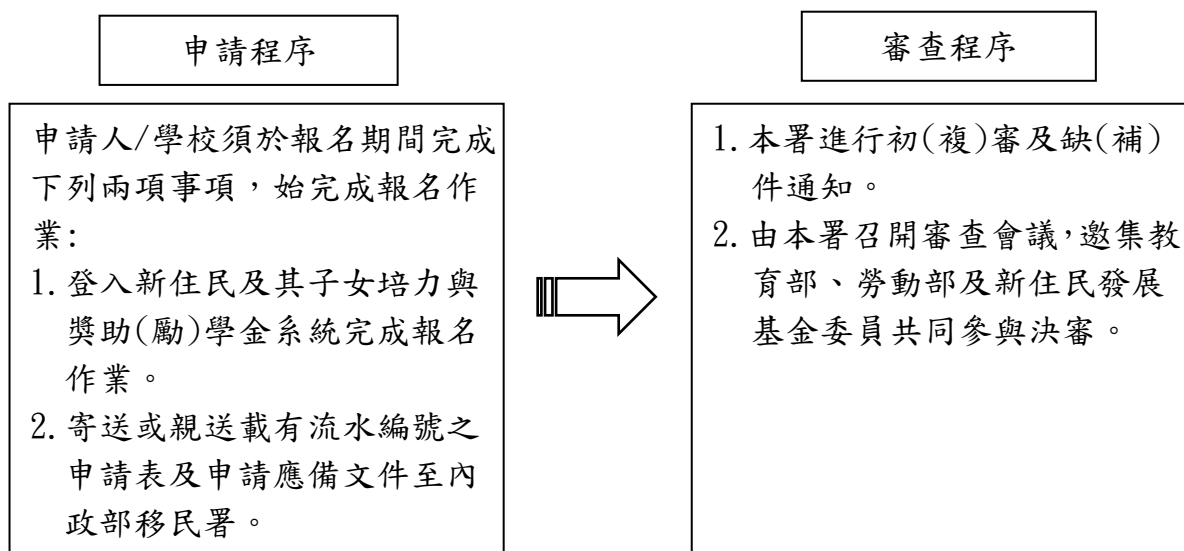 申請程序
申請人/學校須於報名期間完成
下列兩項事項，始完成報名作
業:
1. 登入新住民及其子女培力與
獎助(勵)學金系統完成報名
作業。
2. 寄送或親送載有流水編號之
申請表及申請應備文件至內
政部移民署。
審查程序
1. 本署進行初(複)審及缺(補)
件通知。
2. 由本署召開審查會議,邀集教
育部、勞動部及新住民發展
基金委員共同參與決審。